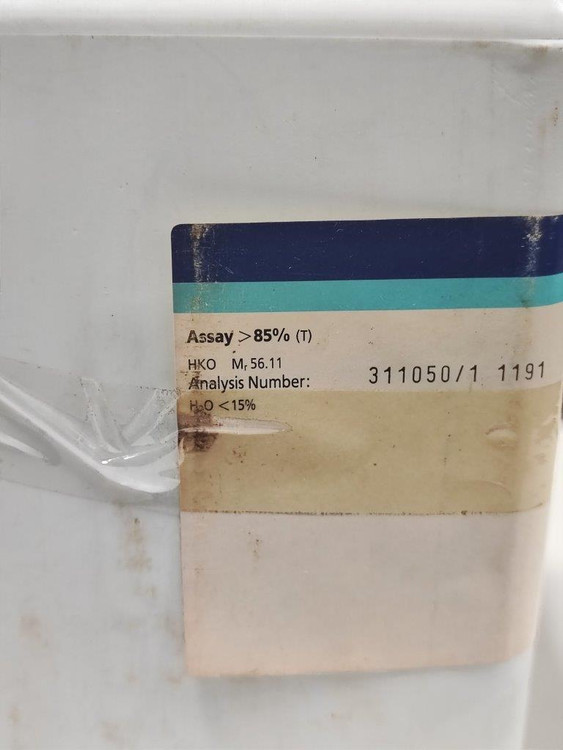 Assay >85% (T)
HKO Mr 56.11
Analysis Number: 311050/1 1191
H2O <15%